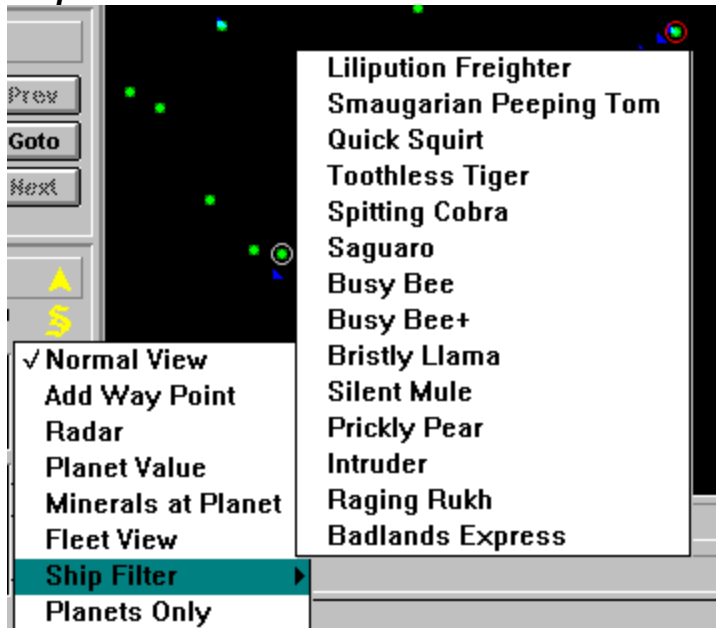 Prev
Goto
Next
Lilipution Freighter
Smaugarian Peeping Tom
Quick Squirt
Toothless Tiger
Spitting Cobra
Saguaro
Busy Bee
Busy Bee+
Bristly Llama
Silent Mule
Prickly Pear
Intruder
Raging Rukh
Badlands Express
✓ Normal View
Add Way Point
Radar
Planet Value
Minerals at Planet
Fleet View
Ship Filter
Planets Only